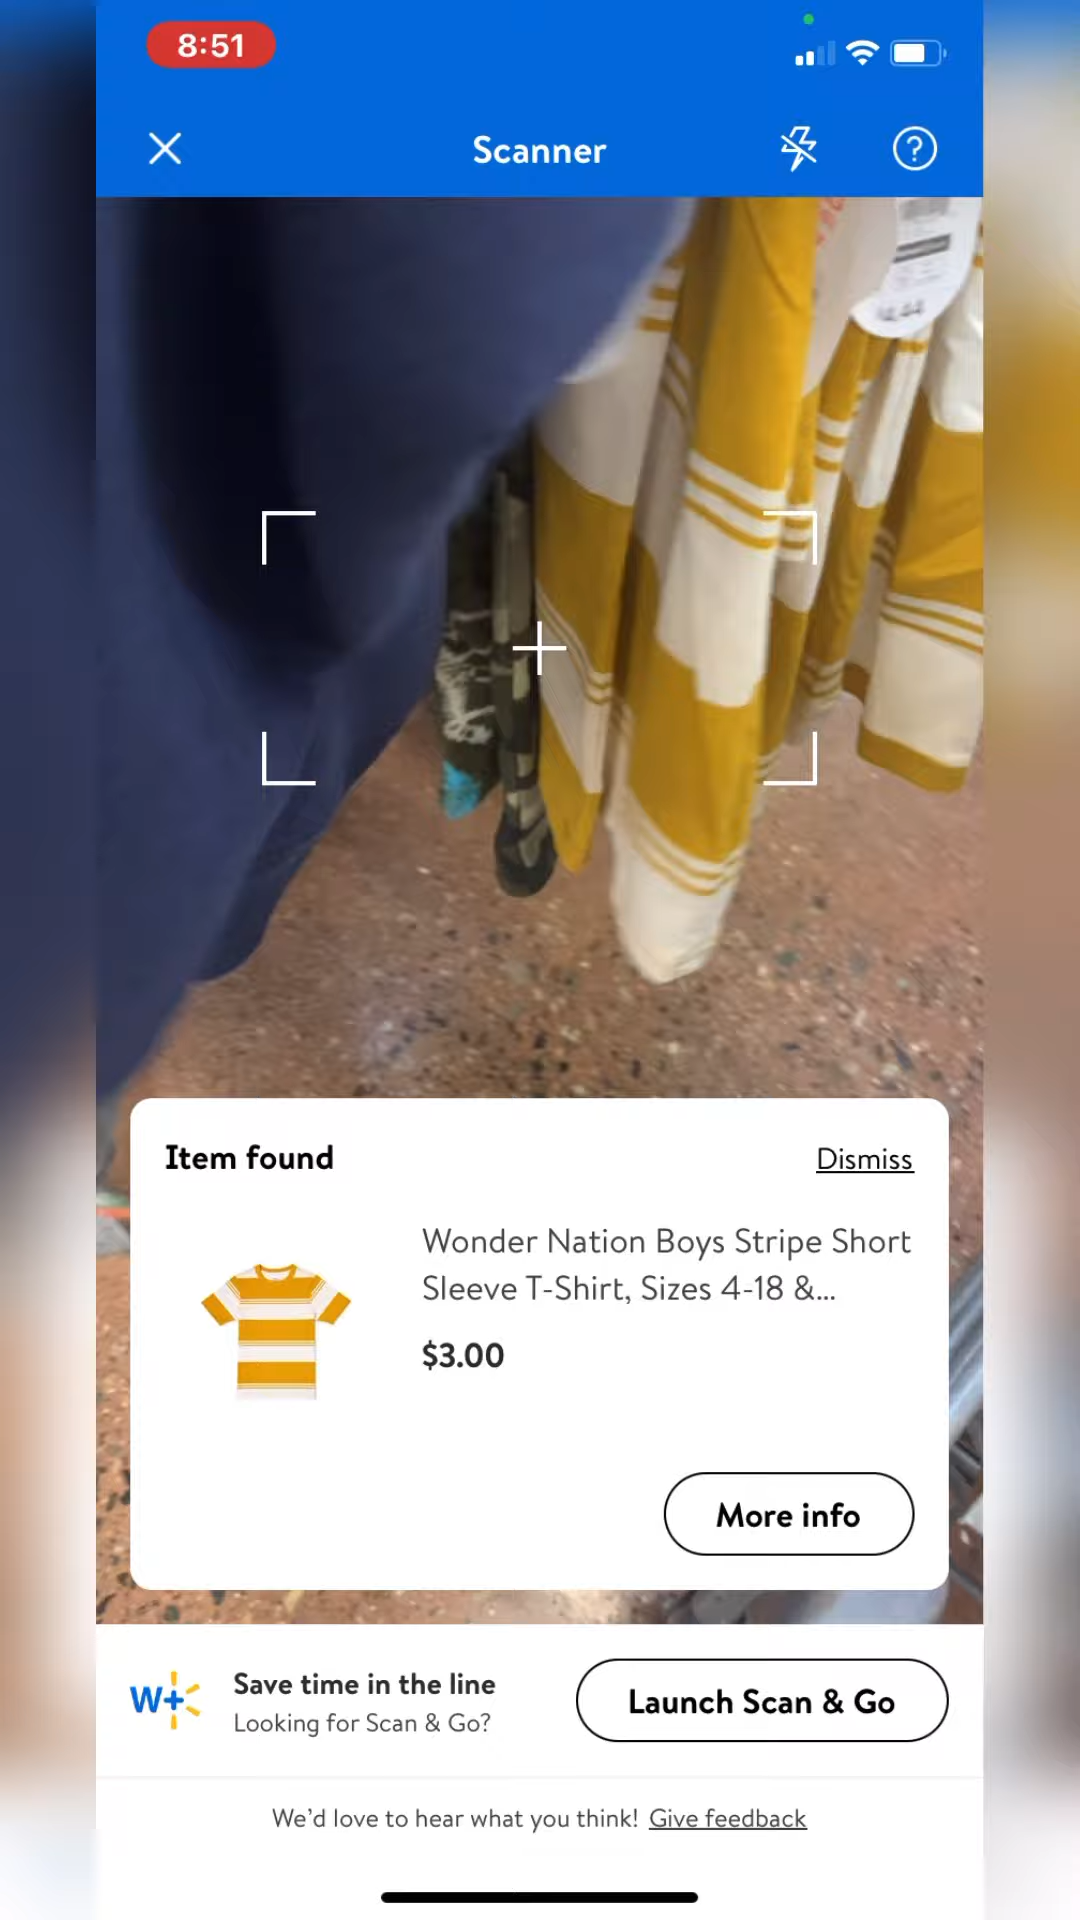 8:51
Scanner
Item found
Dismiss
Wonder Nation Boys Stripe Short
Sleeve T-Shirt, Sizes 4-18 &...
$3.00
More info
W+
Save time in the line
Looking for Scan & Go?
Launch Scan & Go
We'd love to hear what you think! Give feedback